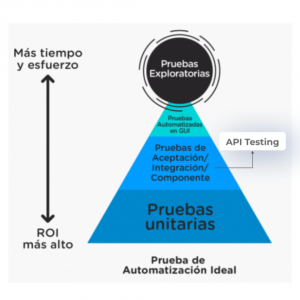 Más tiempo
y esfuerzo
Pruebas
Exploratorias
Pruebas
Automatizadas
en GUI
API Testing
Pruebas de
Aceptación/
Integración/
Componente
Pruebas
unitarias
ROI
más alto
Prueba de
Automatización Ideal